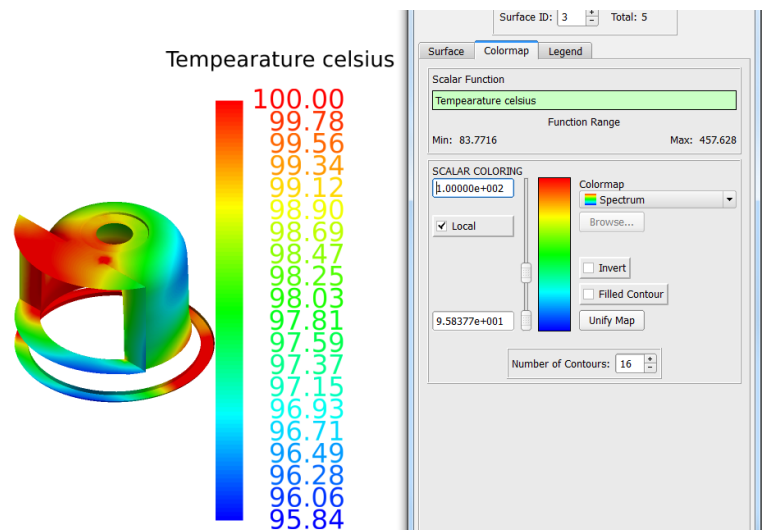 Tempearature celsius
100.00
99.78
99.56
99.34
99.12
98.90
98.69
98.47
98.25
98.03
97.81
97.59
97.37
97.15
96.93
96.71
96.49
96.28
96.06
95.84
Surface ID: 3 Total: 5
Surface Colormap Legend
Scalar Function
Tempearature celsius
Function Range
Min: 83.7716 Max: 457.628
SCALAR COLORING
1.00000e+002
Colormap
Spectrum
Local
Browse...
Invert
Filled Contour
9.58377e+001
Unify Map
Number of Contours: 16